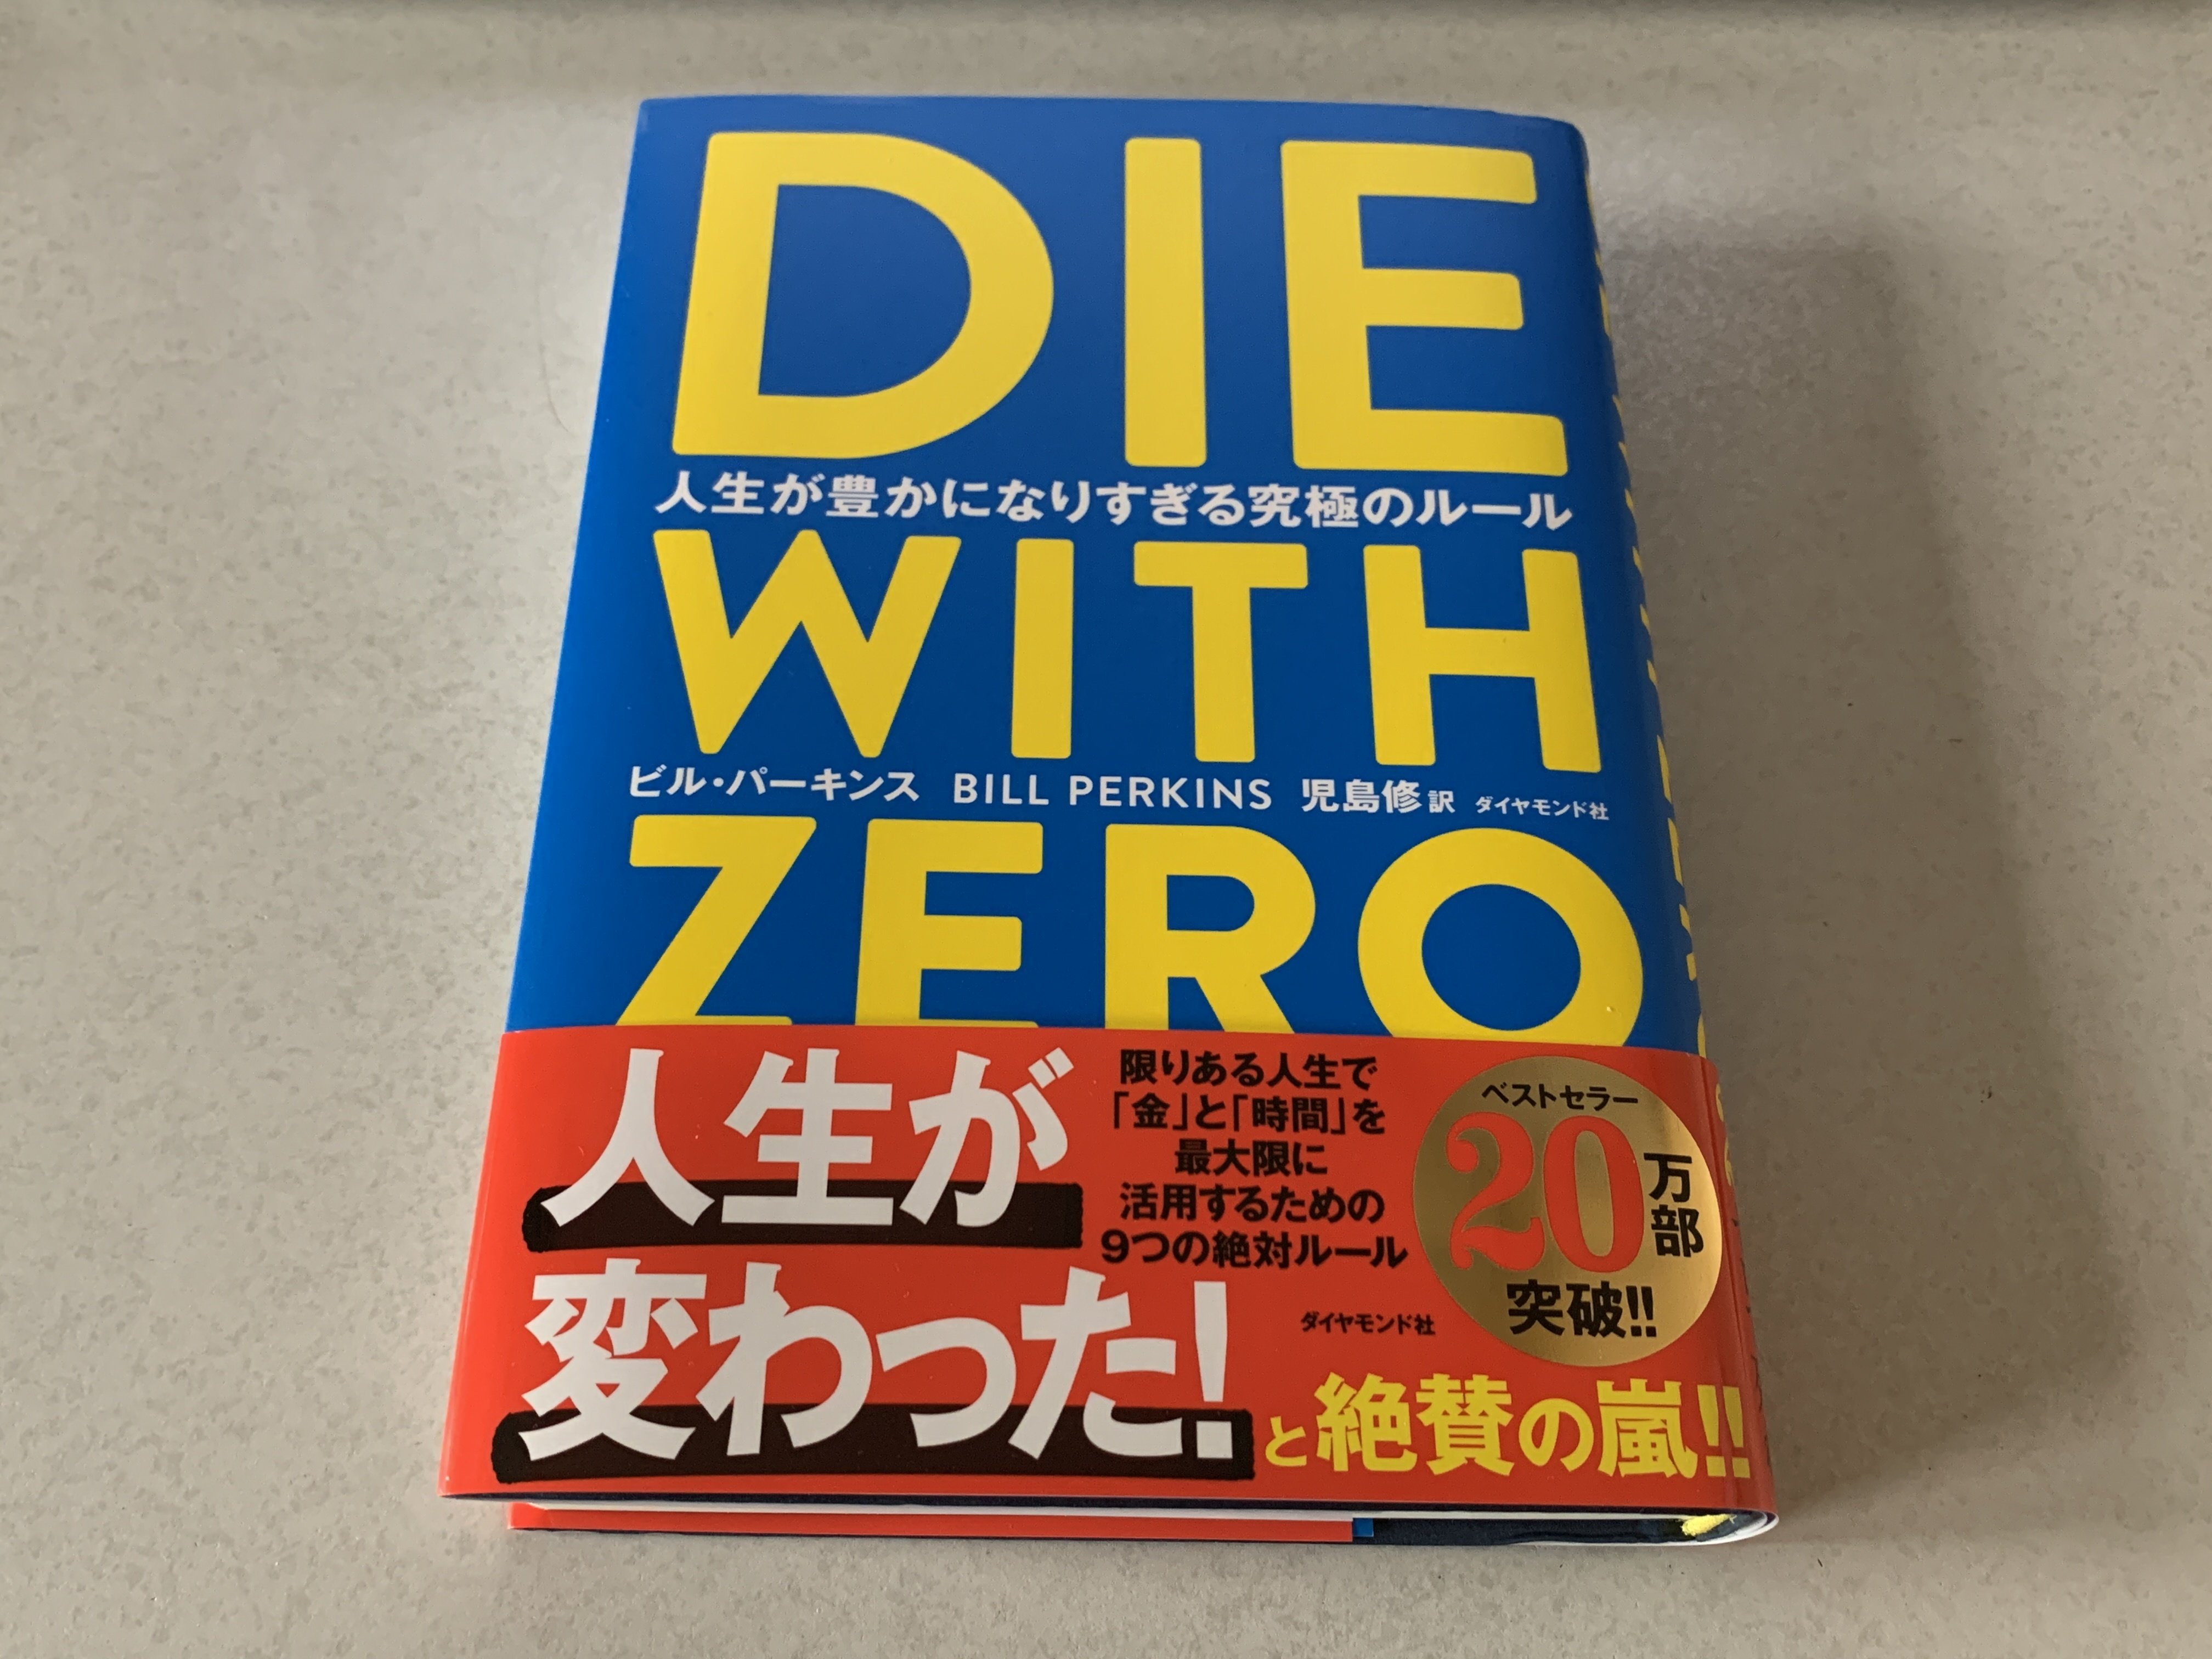 DIE
人生が豊かになりすぎる究極のルール
WITH
ビル・パーキンス BILL PERKINS 児島修 訳 ダイヤモンド社
ZERO
人生が
変わった!
と絶賛の嵐!!
限りある人生で
「金」と「時間」を
最大限に
活用するための
9つの絶対ルール
ダイヤモンド社
ベストセラー
20万部
突破!!